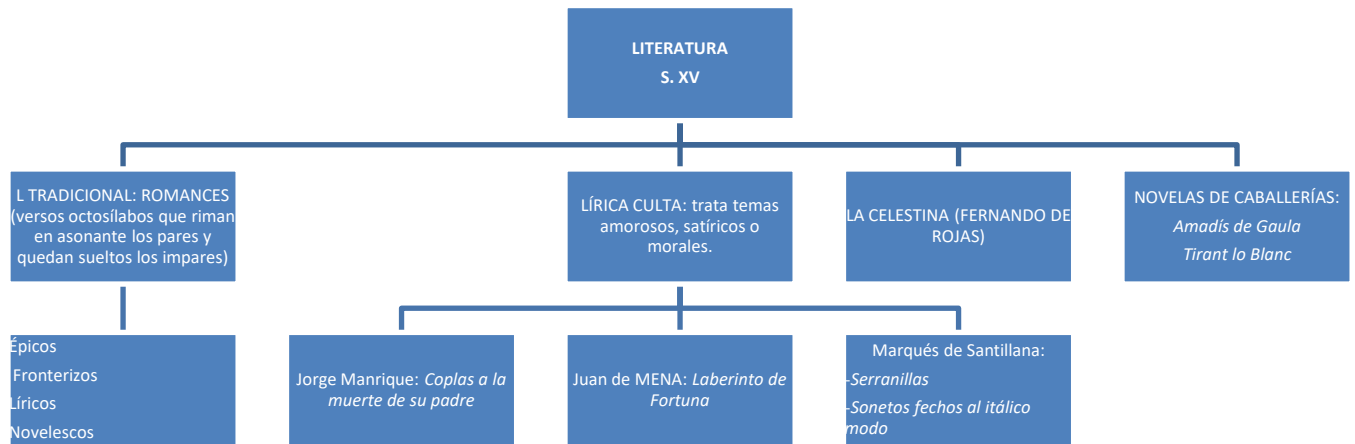 LITERATURA
S. XV
L TRADICIONAL: ROMANCES
(versos octosílabos que riman
en asonante los pares y
quedan sueltos los impares)
LÍRICA CULTA: trata temas
amorosos, satíricos o
morales.
LA CELESTINA (FERNANDO DE
ROJAS)
NOVELAS DE CABALLERÍAS:
Amadís de Gaula
Tirant lo Blanc
Épicos
Fronterizos
Líricos
Novelescos
Jorge Manrique: Coplas a la
muerte de su padre
Juan de MENA: Laberinto de
Fortuna
Marqués de Santillana:
-Serranillas
-Sonetos fechos al itálico
modo